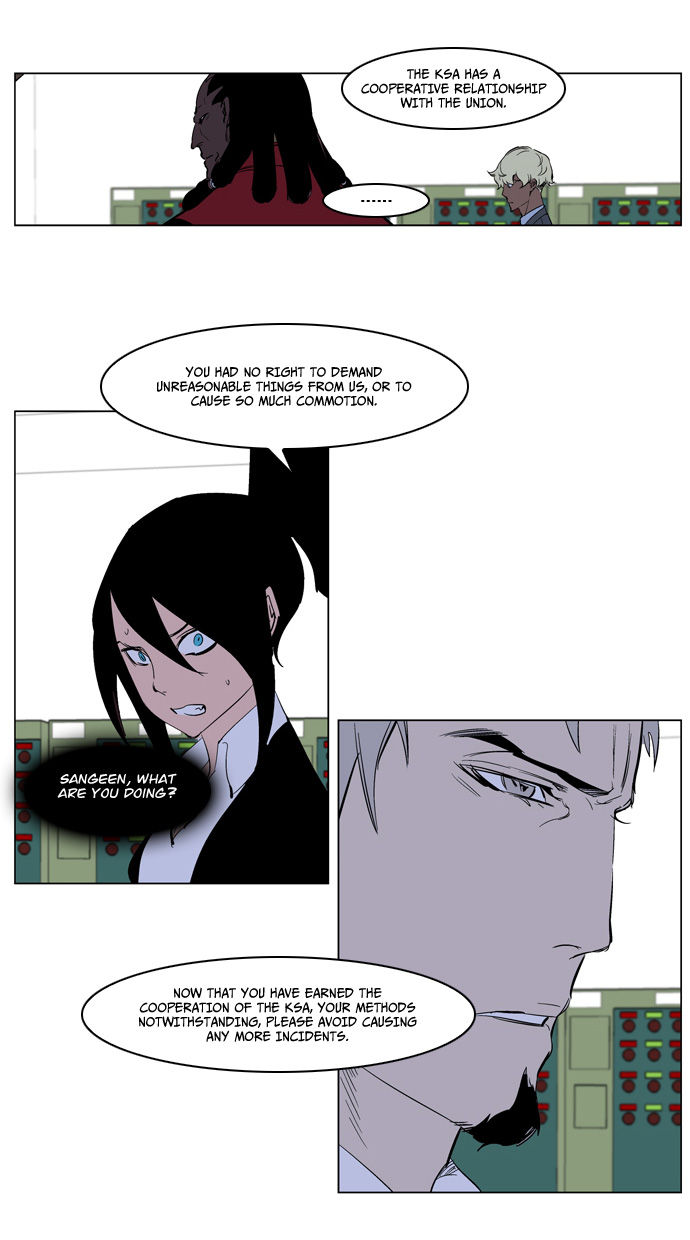 THE KSA HAS A
COOPERATIVE RELATIONSHIP
WITH THE UNION.
------
YOU HAD NO RIGHT TO DEMAND
UNREASONABLE THINGS FROM US, OR TO
CAUSE SO MUCH COMMOTION.
SANGEEN, WHAT
ARE YOU DOING?
NOW THAT YOU HAVE EARNED THE
COOPERATION OF THE KSA, YOUR METHODS
NOTWITHSTANDING, PLEASE AVOID CAUSING
ANY MORE INCIDENTS.